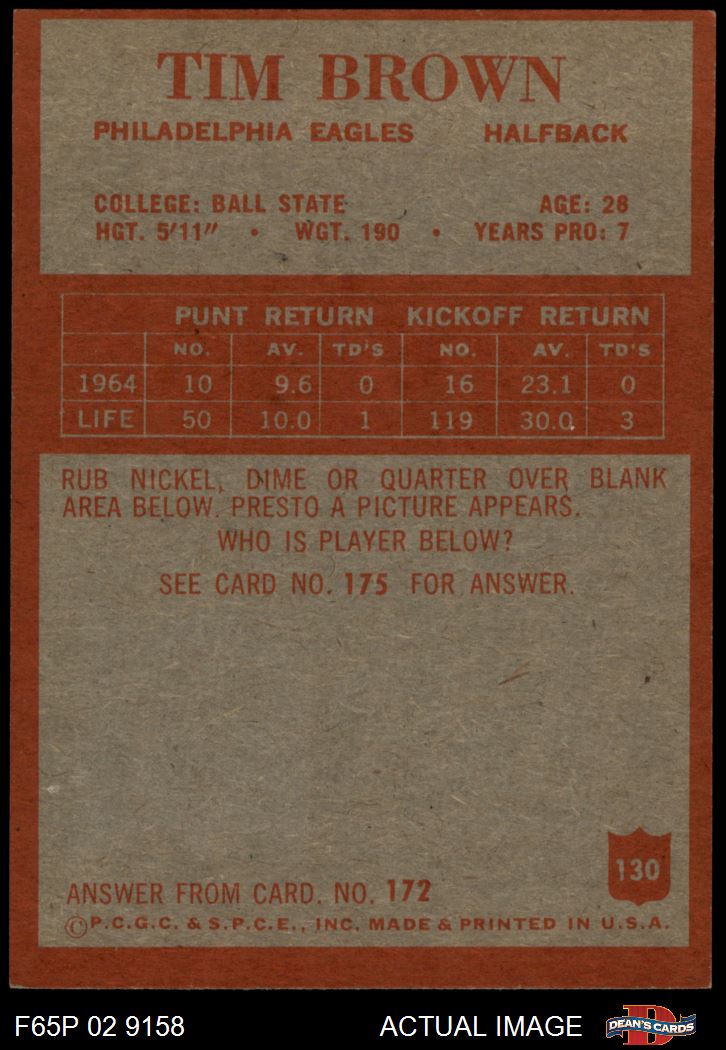 TIM BROWN
PHILADELPHIA EAGLES HALFBACK
COLLEGE: BALL STATE AGE: 28
HGT. 5'11" • WGT. 190 • YEARS PRO: 7
PUNT RETURN KICKOFF RETURN
NO. AV. TD'S NO. AV. TD'S
1964 10 9.6 0 16 23.1 0
LIFE 50 10.0 1 119 30.0 3
RUB NICKEL, DIME OR QUARTER OVER BLANK
AREA BELOW. PRESTO A PICTURE APPEARS.
WHO IS PLAYER BELOW?
SEE CARD NO. 175 FOR ANSWER.
130
ANSWER FROM CARD. NO. 172
©P.C.G.C. & S.P.C.E., INC. MADE & PRINTED IN U.S.A.
F65P 02 9158 ACTUAL IMAGE D DEAN'S CARDS